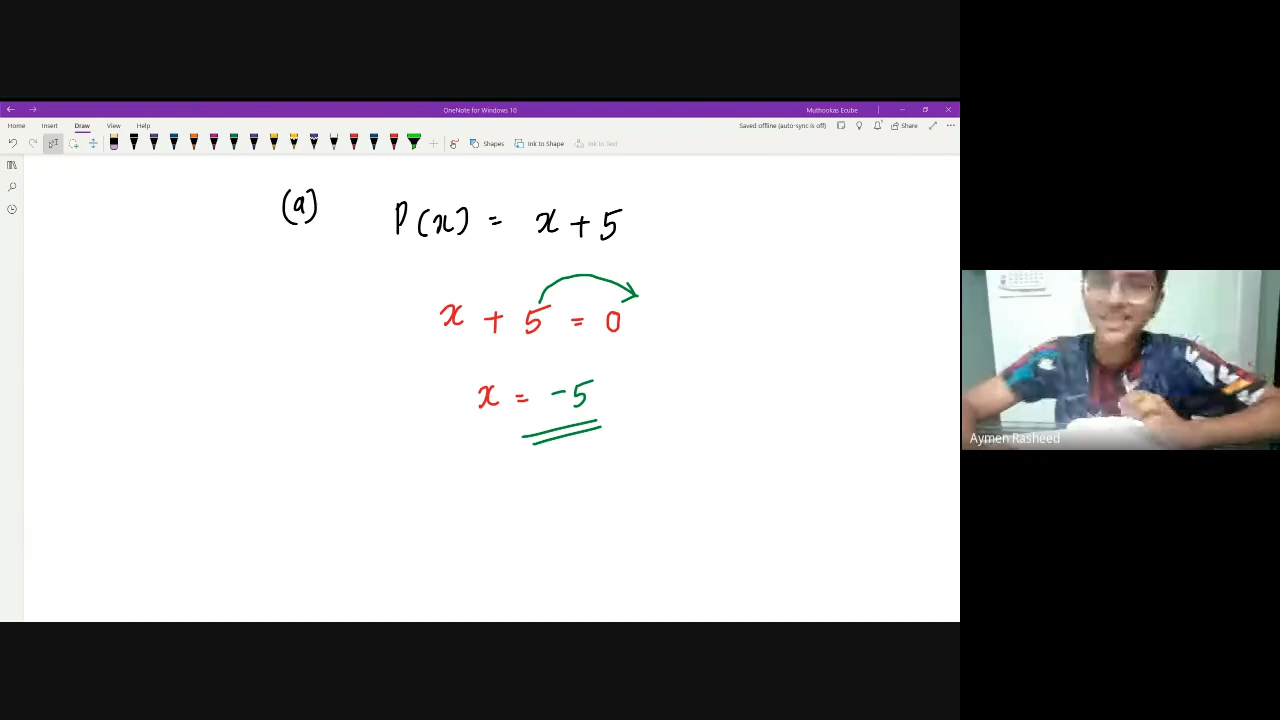 OneNote for Windows 10
Muthookas Ecube
Home Insert Draw View Help
Saved offline (auto-sync is off)
Share
Shapes
Ink to Shape
Ink to Text
(a) P(x) = x + 5
x + 5 = 0
x = -5
Aymen Rasheed